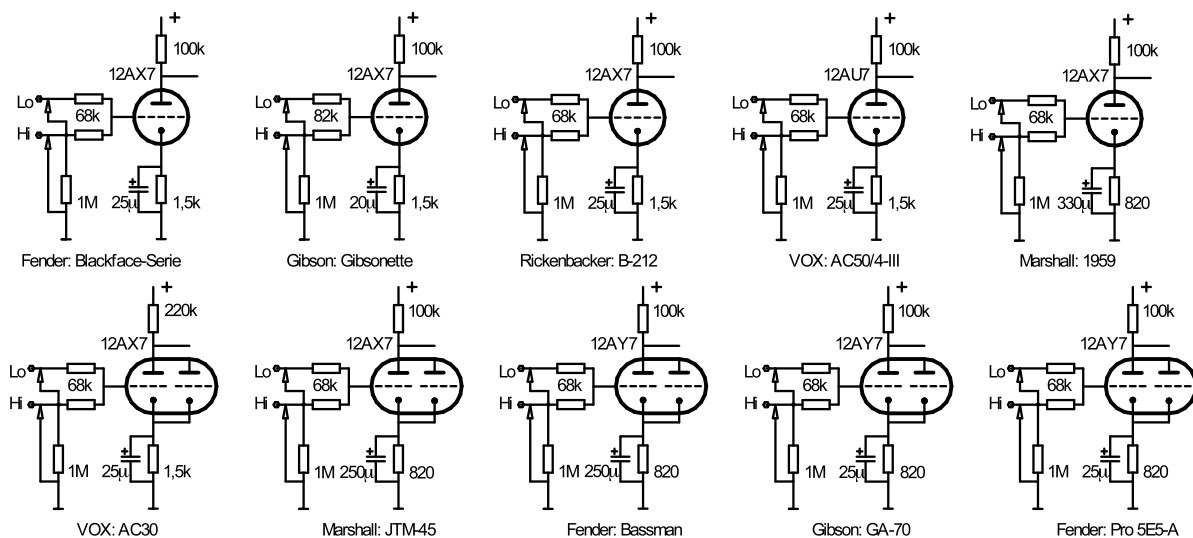 + + + + +
100k 100k 100k 100k 100k
12AX7 12AX7 12AX7 12AU7 12AX7
Lo Lo Lo Lo Lo
68k 82k 68k 68k 68k
Hi Hi Hi Hi Hi
+ + + + +
1M 25µ 1,5k 1M 20µ 1,5k 1M 25µ 1,5k 1M 25µ 1,5k 1M 330µ 820
Fender: Blackface-Serie Gibson: Gibsonette Rickenbacker: B-212 VOX: AC50/4-III Marshall: 1959
+ + + + +
220k 100k 100k 100k 100k
12AX7 12AX7 12AY7 12AY7 12AY7
Lo Lo Lo Lo Lo
68k 68k 68k 68k 68k
Hi Hi Hi Hi Hi
+ + + + +
1M 25µ 1,5k 1M 250µ 820 1M 250µ 820 1M 25µ 820 1M 25µ 820
VOX: AC30 Marshall: JTM-45 Fender: Bassman Gibson: GA-70 Fender: Pro 5E5-A